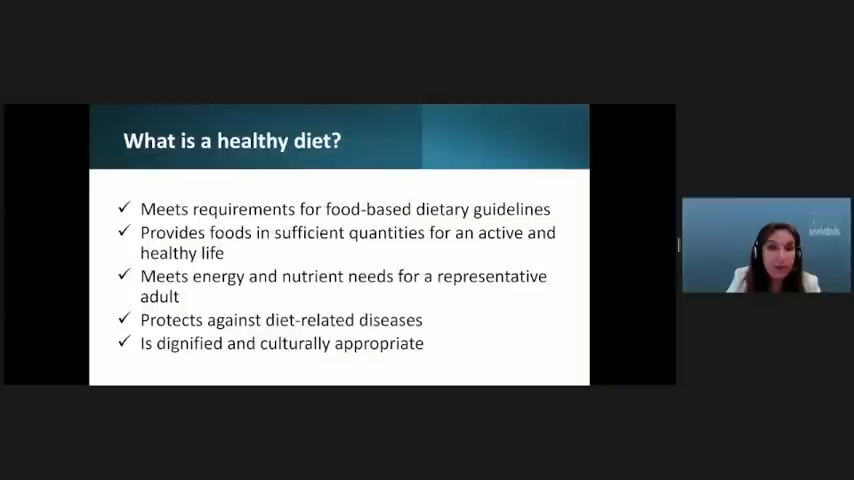 What is a healthy diet?
✓ Meets requirements for food-based dietary guidelines
✓ Provides foods in sufficient quantities for an active and
healthy life
✓ Meets energy and nutrient needs for a representative
adult
✓ Protects against diet-related diseases
✓ Is dignified and culturally appropriate